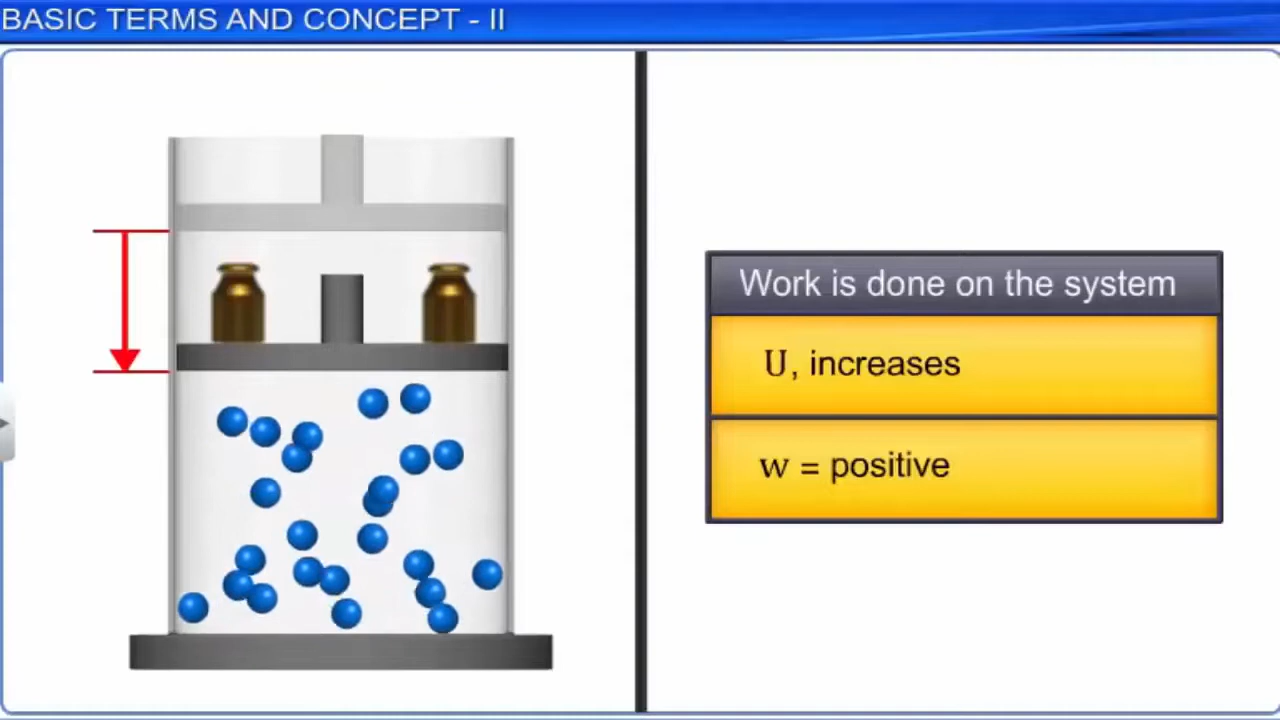 BASIC TERMS AND CONCEPT - II
Work is done on the system
U, increases
w = positive